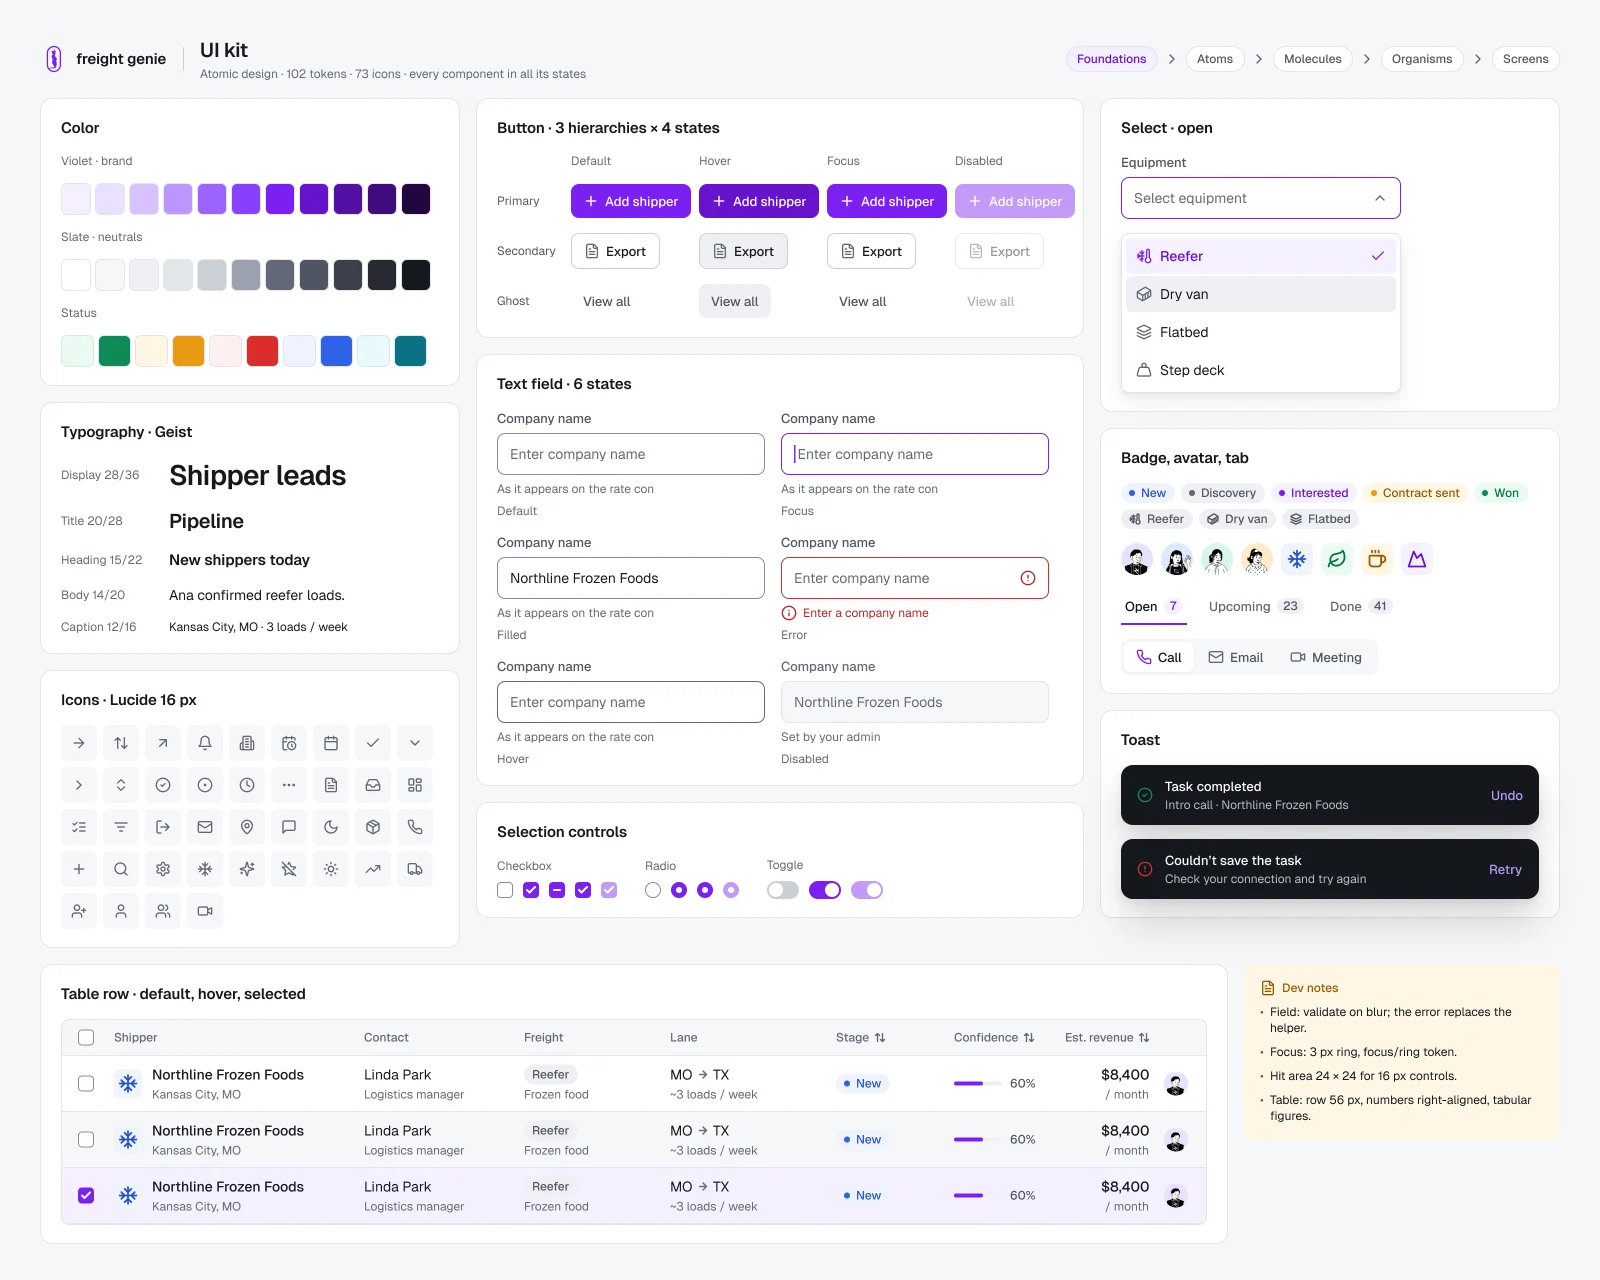 freight genie
UI kit
Atomic design · 102 tokens · 73 icons · every component in all its states
Foundations
Atoms
Molecules
Organisms
Screens
Color
Violet · brand
Slate · neutrals
Status
Typography · Geist
Display 28/36
Shipper leads
Title 20/28
Pipeline
Heading 15/22
New shippers today
Body 14/20
Ana confirmed reefer loads.
Caption 12/16
Kansas City, MO · 3 loads / week
Icons · Lucide 16 px
Button · 3 hierarchies × 4 states
Default Hover Focus Disabled
Primary Add shipper Add shipper Add shipper Add shipper
Secondary Export Export Export Export
Ghost View all View all View all View all
Text field · 6 states
Company name Company name
Enter company name Enter company name
As it appears on the rate con As it appears on the rate con
Default Focus
Company name Company name
Northline Frozen Foods Enter company name
As it appears on the rate con Enter a company name
Filled Error
Company name Company name
Enter company name Northline Frozen Foods
As it appears on the rate con Set by your admin
Hover Disabled
Selection controls
Checkbox Radio Toggle
Select · open
Equipment
Select equipment
Reefer
Dry van
Flatbed
Step deck
Badge, avatar, tab
New Discovery Interested Contract sent Won
Reefer Dry van Flatbed
Open 7 Upcoming 23 Done 41
Call Email Meeting
Toast
Task completed
Intro call · Northline Frozen Foods
Undo
Couldn't save the task
Check your connection and try again
Retry
Table row · default, hover, selected
Shipper Contact Freight Lane Stage Confidence Est. revenue
Northline Frozen Foods Linda Park Reefer MO → TX New 60% $8,400
Kansas City, MO Logistics manager Frozen food ~3 loads / week / month
Northline Frozen Foods Linda Park Reefer MO → TX New 60% $8,400
Kansas City, MO Logistics manager Frozen food ~3 loads / week / month
Northline Frozen Foods Linda Park Reefer MO → TX New 60% $8,400
Kansas City, MO Logistics manager Frozen food ~3 loads / week / month
Dev notes
• Field: validate on blur; the error replaces the
helper.
• Focus: 3 px ring, focus/ring token.
• Hit area 24 × 24 for 16 px controls.
• Table: row 56 px, numbers right-aligned, tabular
figures.